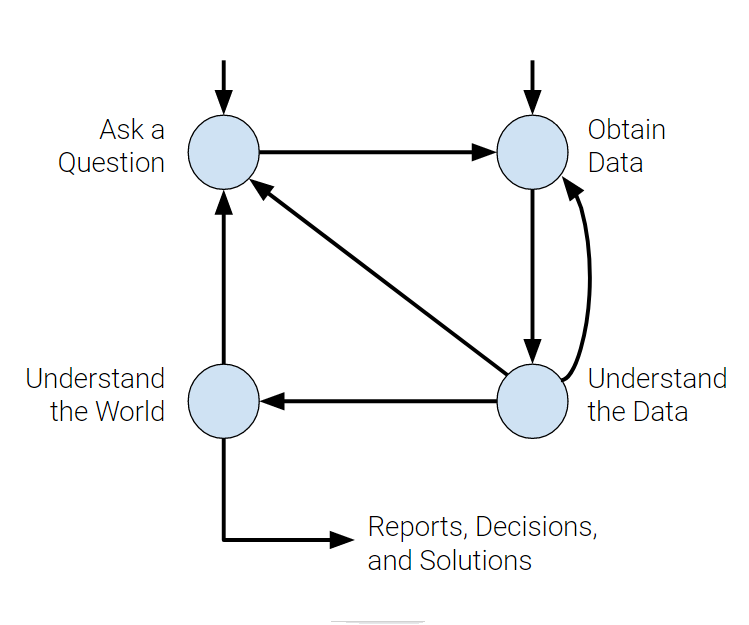 Ask a
Question
Obtain
Data
Understand
the World
Understand
the Data
Reports, Decisions,
and Solutions